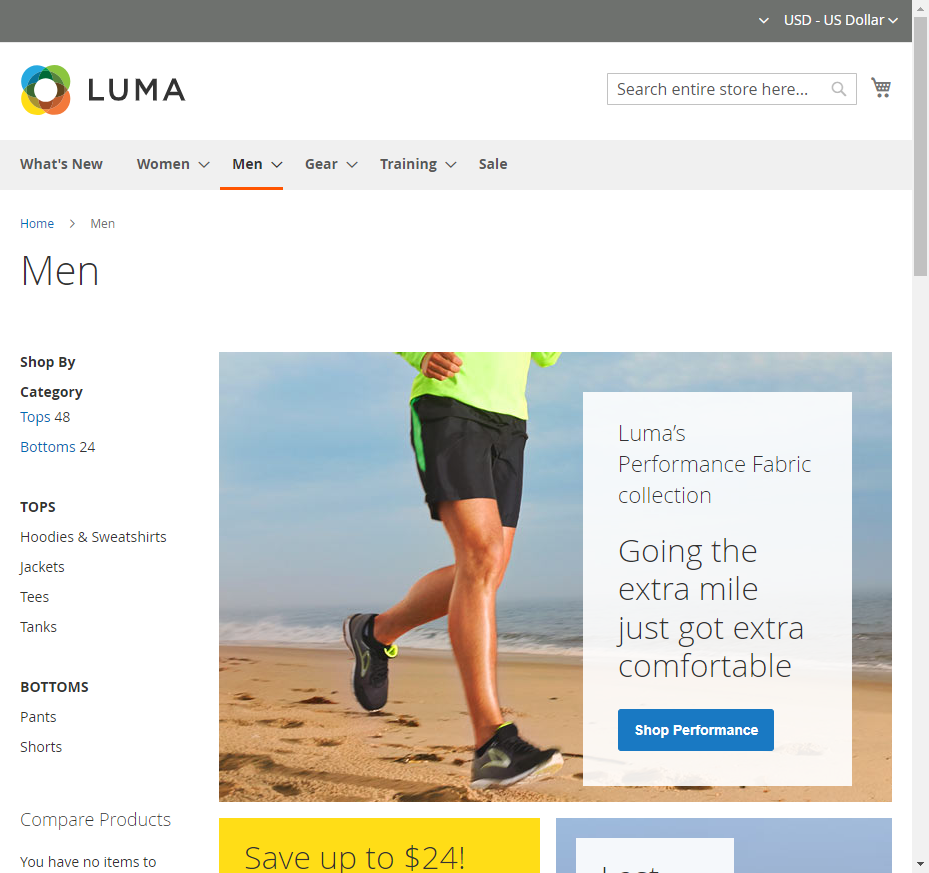 USD - US Dollar
LUMA
Search entire store here...
What's New Women Men Gear Training Sale
Home Men
Men
Shop By
Category
Tops 48
Bottoms 24
TOPS
Hoodies & Sweatshirts
Jackets
Tees
Tanks
BOTTOMS
Pants
Shorts
Compare Products
You have no items to
Luma's
Performance Fabric
collection
Going the
extra mile
just got extra
comfortable
Shop Performance
Save up to $24!